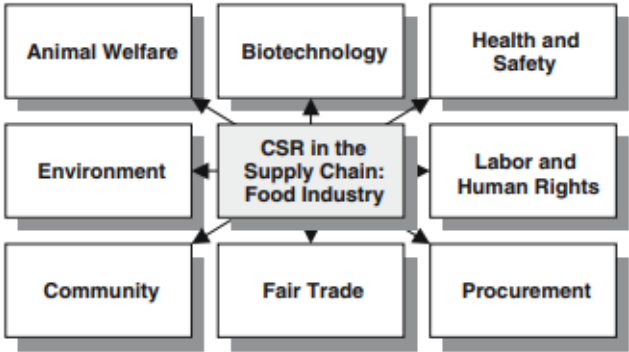 Animal Welfare
Biotechnology
Health and
Safety
Environment
CSR in the
Supply Chain:
Food Industry
Labor and
Human Rights
Community
Fair Trade
Procurement